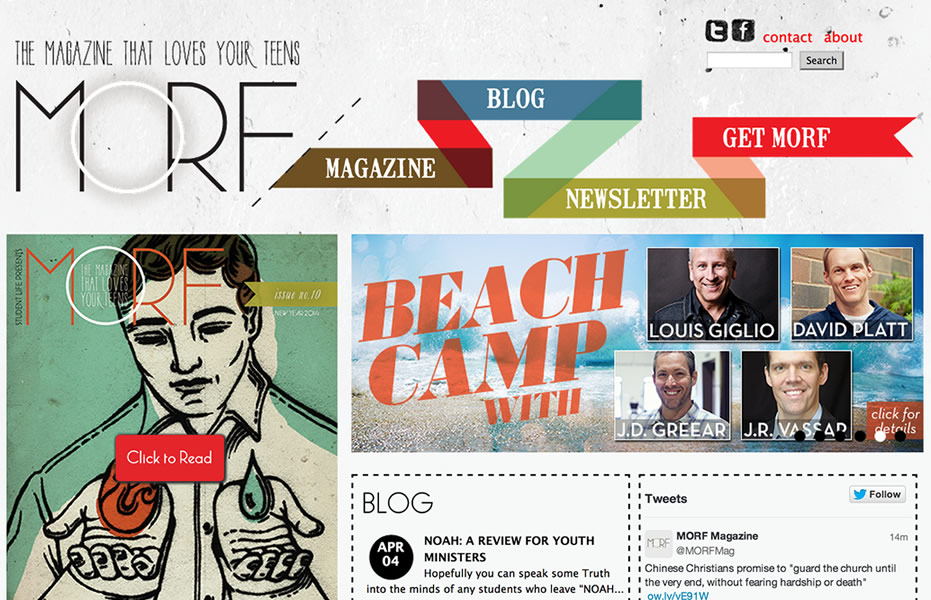 contact about
Search
THE MAGAZINE THAT LOVES YOUR TEENS
MORF
BLOG
GET MORF
MAGAZINE
NEWSLETTER
STUDENT LIFE PRESENTS
MORF
THE MAGAZINE
THAT LOVES
YOUR TEENS
issue no.10
NEW YEAR 2014
Click to Read
BEACH
CAMP
WITH
LOUIS GIGLIO
DAVID PLATT
J.D. GREEAR
J.R. VASSAR
click for
details
BLOG
APR
04
NOAH: A REVIEW FOR YOUTH
MINISTERS
Hopefully you can speak some Truth
into the minds of any students who leave "NOAH...
Tweets
Follow
MORF
MORF Magazine
14m
@MORFMag
Chinese Christians promise to "guard the church until
the very end, without fearing hardship or death"
ow.ly/vE91W